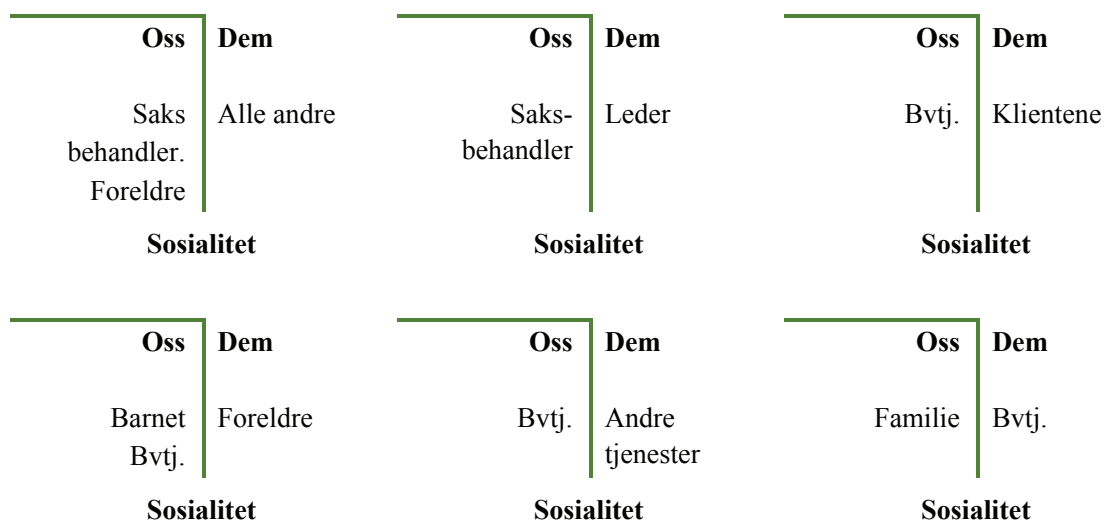 Oss Dem
Saks Alle andre
behandler.
Foreldre
Sosialitet
Oss Dem
Saks- Leder
behandler
Sosialitet
Oss Dem
Bvtj. Klientene
Sosialitet
Oss Dem
Barnet Foreldre
Bvtj.
Sosialitet
Oss Dem
Bvtj. Andre
tjenester
Sosialitet
Oss Dem
Familie Bvtj.
Sosialitet